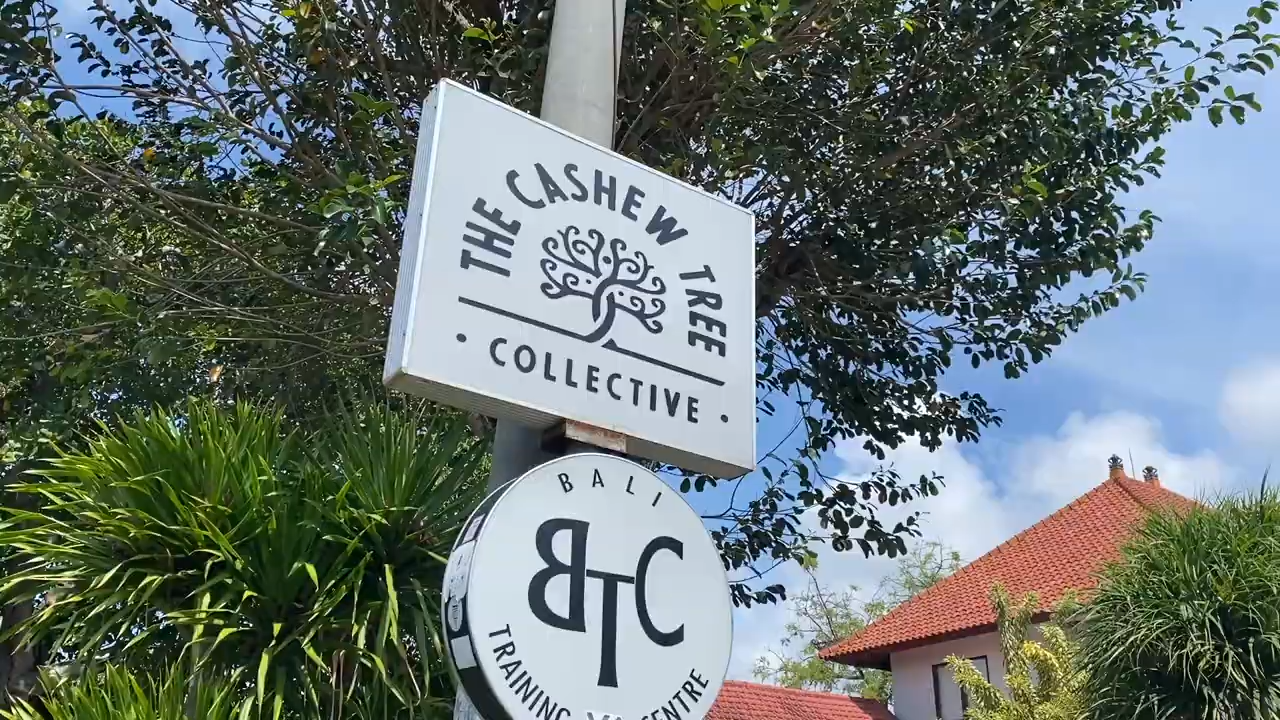 THE CASHEW TREE
• COLLECTIVE •
BALI
BTC
TRAINING CENTRE